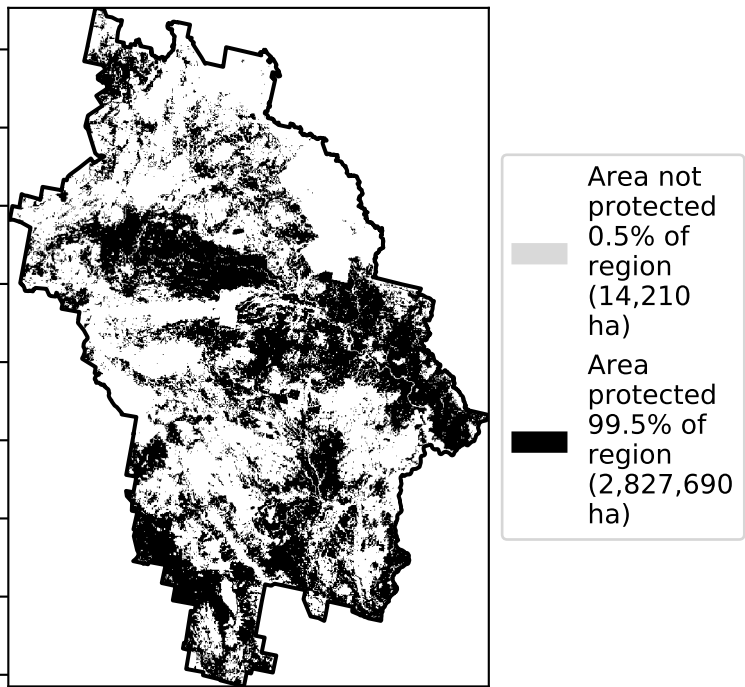 Area not
protected
0.5% of
region
(14,210
ha)
Area
protected
99.5% of
region
(2,827,690
ha)